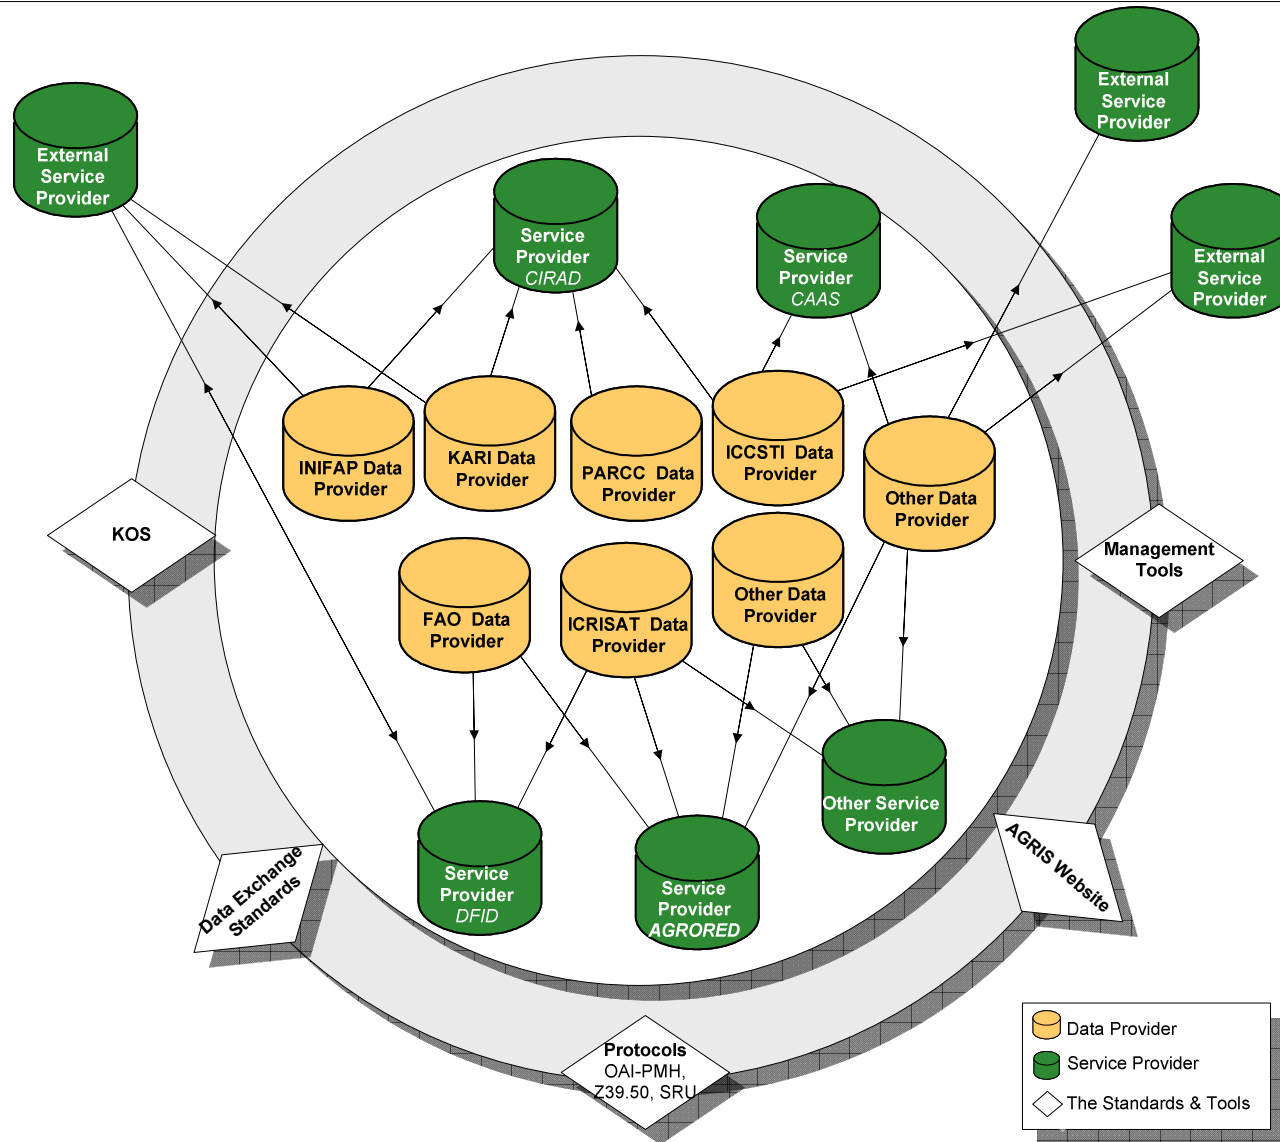 External
Service
Provider
External
Service
Provider
External
Service
Provider
Service
Provider
CIRAD
Service
Provider
CAAS
INIFAP Data
Provider
KARI Data
Provider
PARCC  Data
Provider
ICCSTI  Data
Provider
Other Data
Provider
KOS
Management
Tools
FAO  Data
Provider
ICRISAT  Data
Provider
Other Data
Provider
Other Service
Provider
Service
Provider
DFID
Service
Provider
AGRORED
Data Exchange
Standards
AGRIS Website
Protocols
OAI-PMH,
Z39.50, SRU
Data Provider
Service Provider
The Standards & Tools